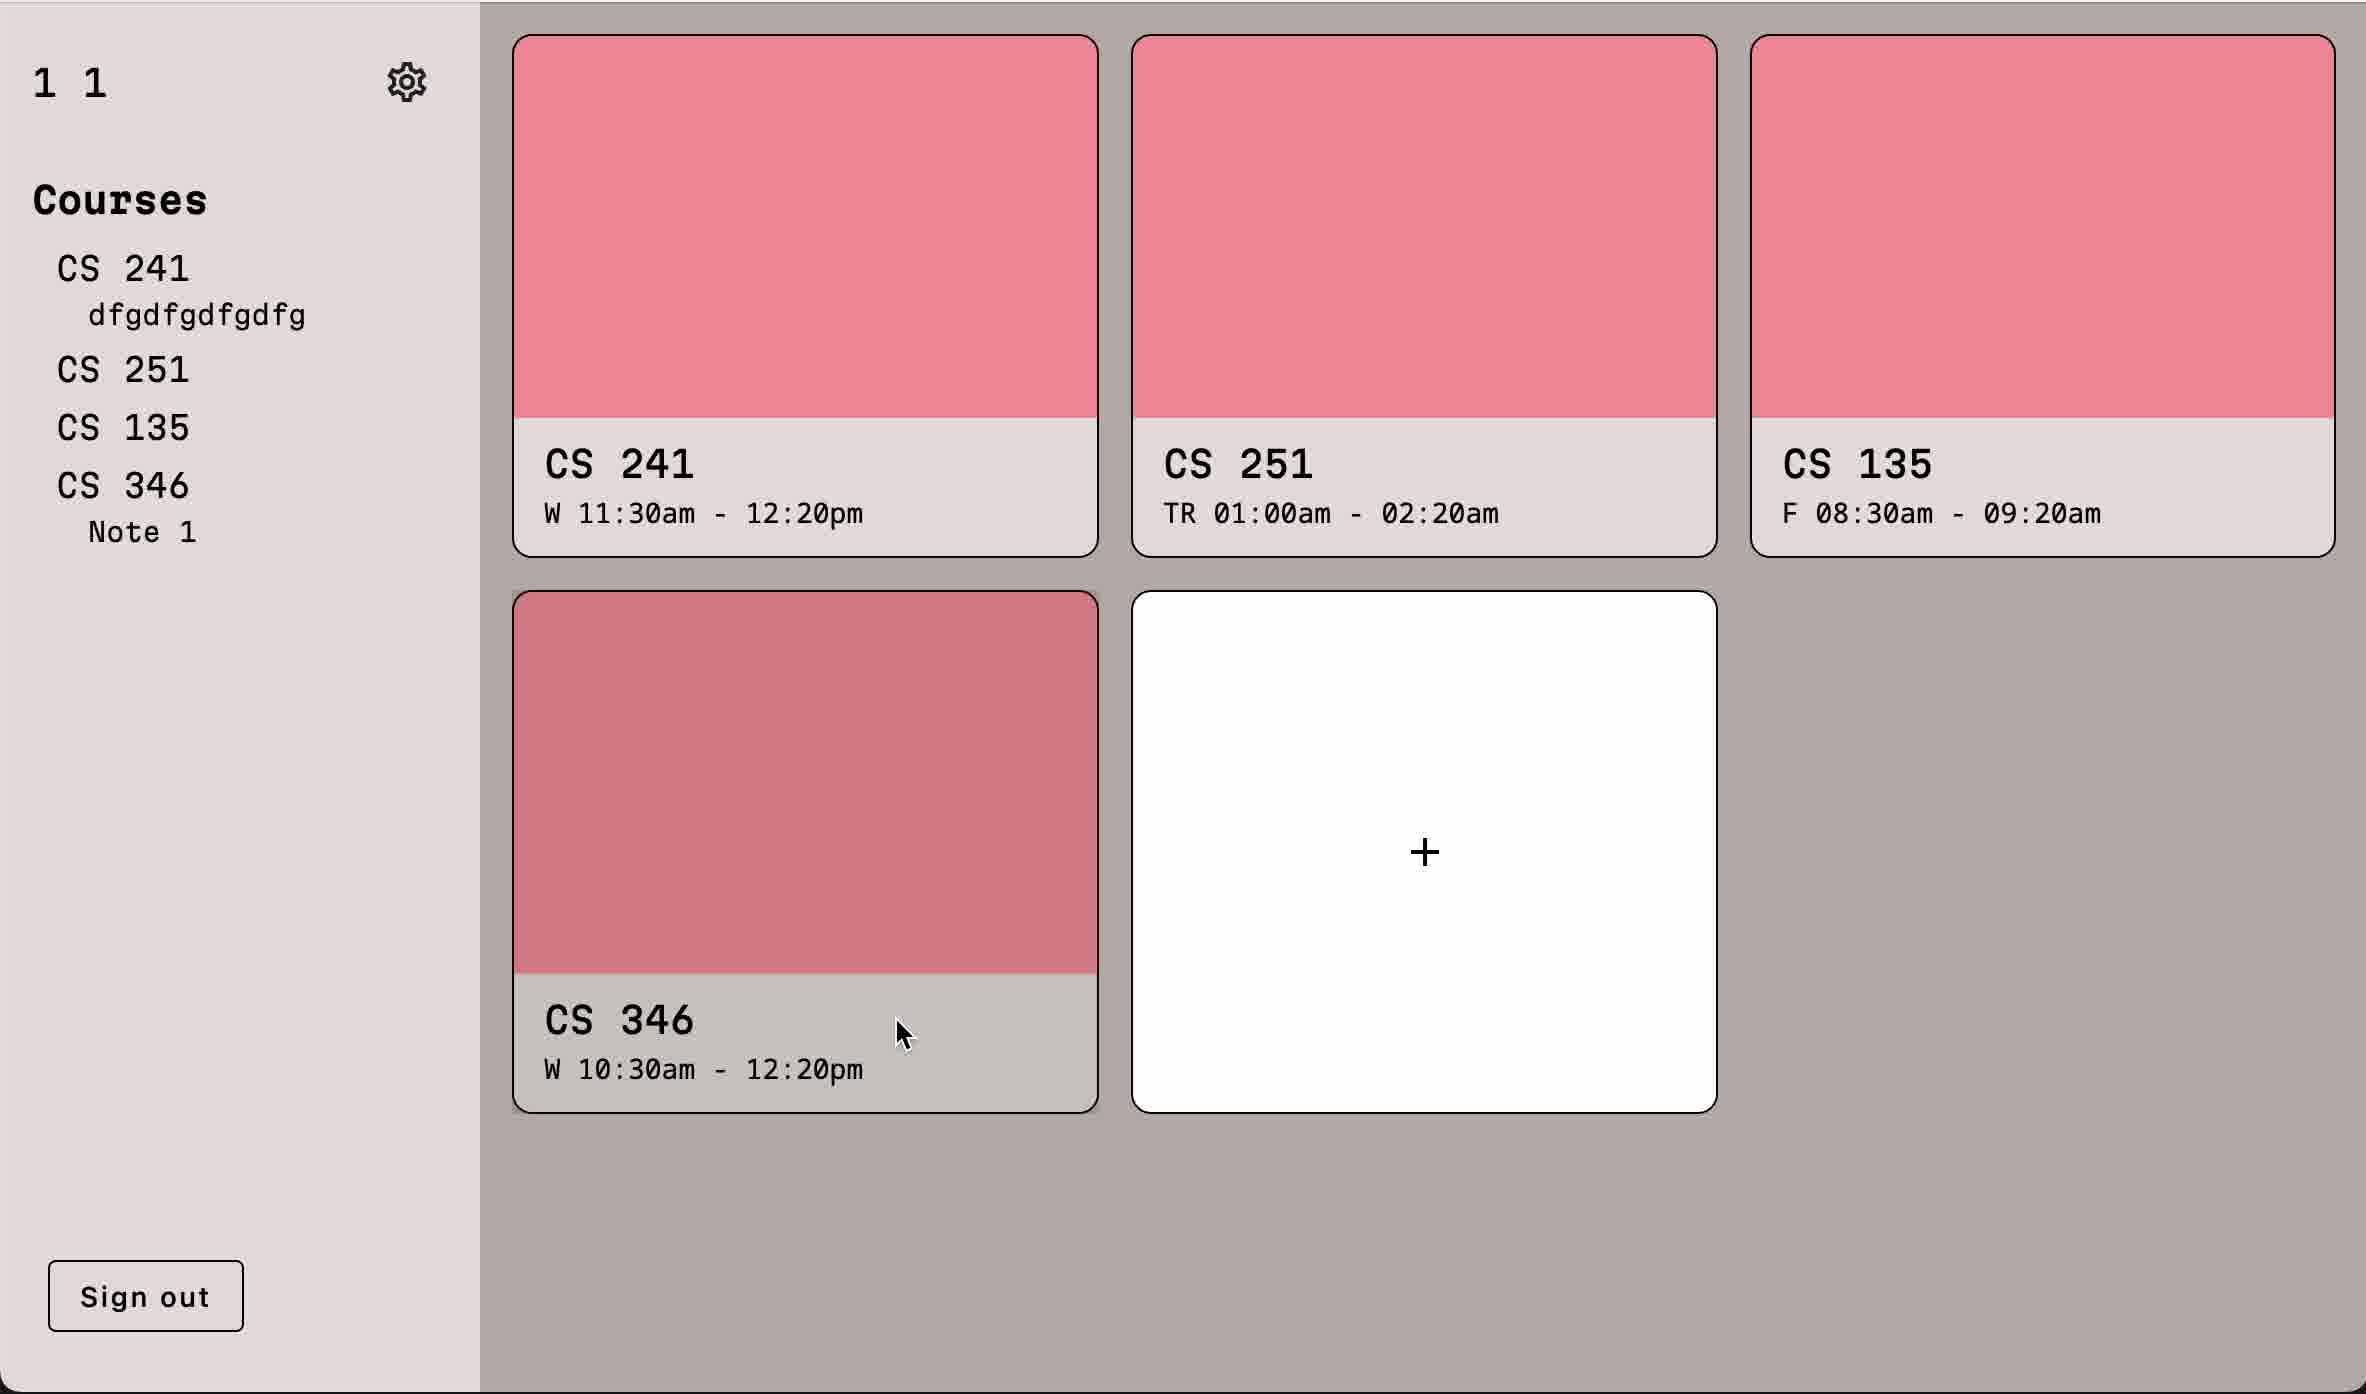 1 1
Courses
CS 241
dfgdfgdfgdfg
CS 251
CS 135
CS 346
Note 1
Sign out
CS 241
W 11:30am - 12:20pm
CS 251
TR 01:00am - 02:20am
CS 135
F 08:30am - 09:20am
CS 346
W 10:30am - 12:20pm
+